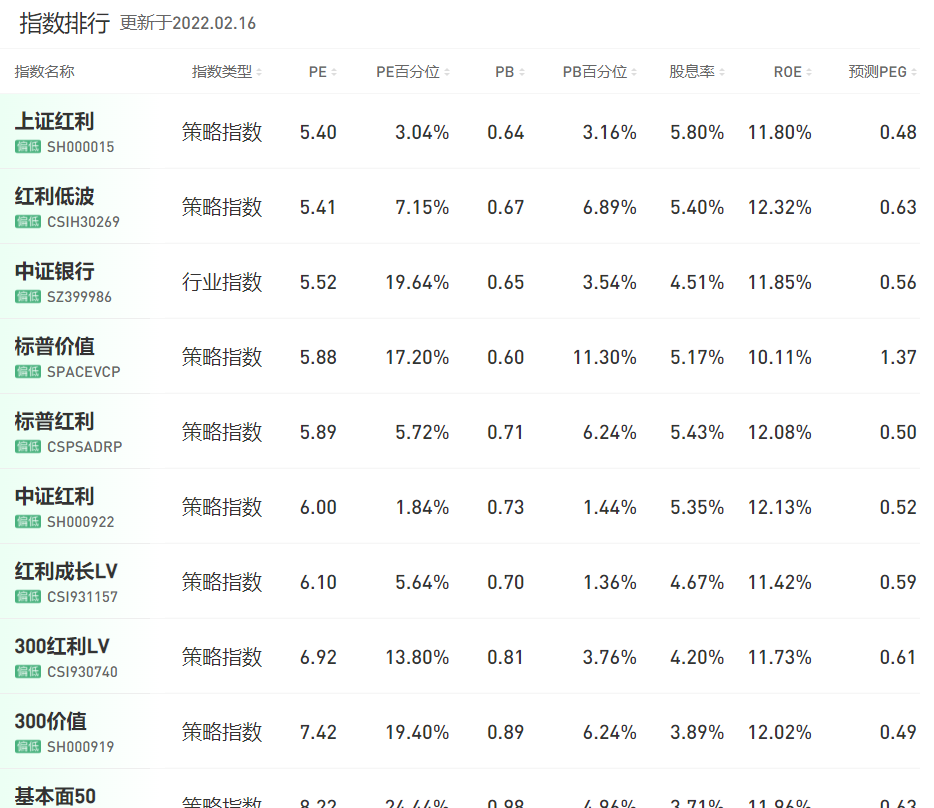 指数排行 更新于2022.02.16
指数名称 指数类型 PE PE百分位 PB PB百分位 股息率 ROE 预测PEG
上证红利
偏低 SH000015 策略指数 5.40 3.04% 0.64 3.16% 5.80% 11.80% 0.48
红利低波
偏低 CSIH30269 策略指数 5.41 7.15% 0.67 6.89% 5.40% 12.32% 0.63
中证银行
偏低 SZ399986 行业指数 5.52 19.64% 0.65 3.54% 4.51% 11.85% 0.56
标普价值
偏低 SPACEVCP 策略指数 5.88 17.20% 0.60 11.30% 5.17% 10.11% 1.37
标普红利
偏低 CSPSADRP 策略指数 5.89 5.72% 0.71 6.24% 5.43% 12.08% 0.50
中证红利
偏低 SH000922 策略指数 6.00 1.84% 0.73 1.44% 5.35% 12.13% 0.52
红利成长LV
偏低 CSI931157 策略指数 6.10 5.64% 0.70 1.36% 4.67% 11.42% 0.59
300红利LV
偏低 CSI930740 策略指数 6.92 13.80% 0.81 3.76% 4.20% 11.73% 0.61
300价值
偏低 SH000919 策略指数 7.42 19.40% 0.89 6.24% 3.89% 12.02% 0.49
基本面50 策略指数 8.22 24.44% 0.98 4.96% 3.71% 11.96% 0.63